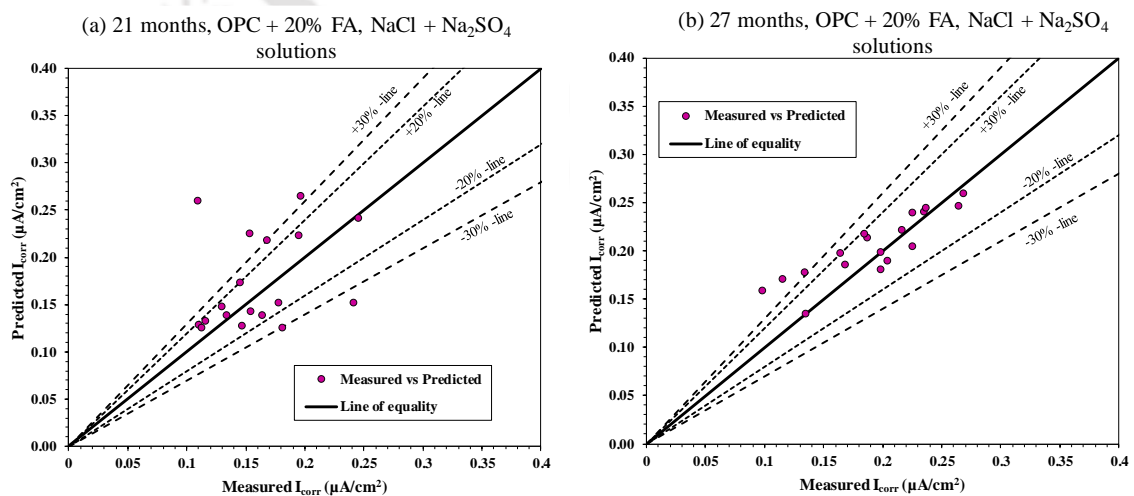 (a) 21 months, OPC + 20% FA, NaCl + Na₂SO₄
solutions
0.40
0.35
0.30
0.25
0.20
0.15
0.10
0.05
0.00
Predicted I_corr (μA/cm²)
+30% -line
+20% -line
-20% -line
-30% -line
Measured vs Predicted
Line of equality
0
0.05
0.1
0.15
0.2
0.25
0.3
0.35
0.4
Measured I_corr (μA/cm²)
(b) 27 months, OPC + 20% FA, NaCl + Na₂SO₄
solutions
0.40
0.35
0.30
0.25
0.20
0.15
0.10
0.05
0.00
Predicted I_corr (μA/cm²)
Measured vs Predicted
Line of equality
+30% -line
+30% -line
-20% -line
-30% -line
0
0.05
0.1
0.15
0.2
0.25
0.3
0.35
0.4
Measured I_corr (μA/cm²)